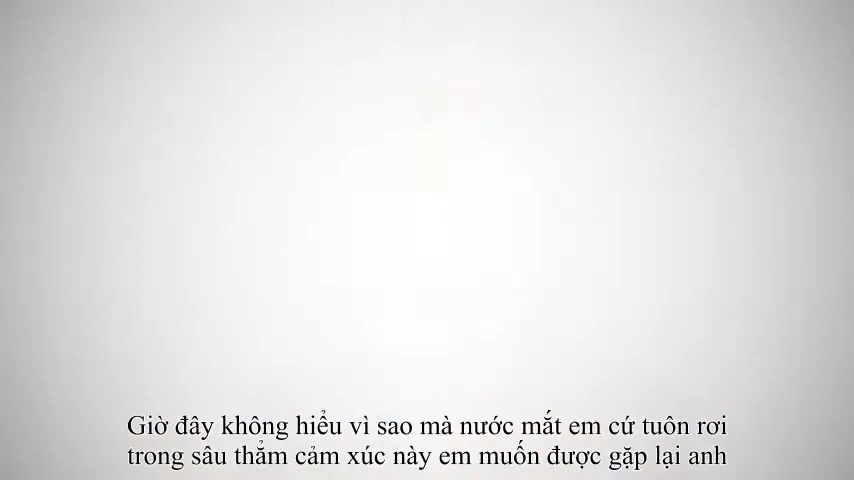 Giờ đây không hiểu vì sao mà nước mắt em cứ tuôn rơi
trong sâu thẳm cảm xúc này em muốn được gặp lại anh